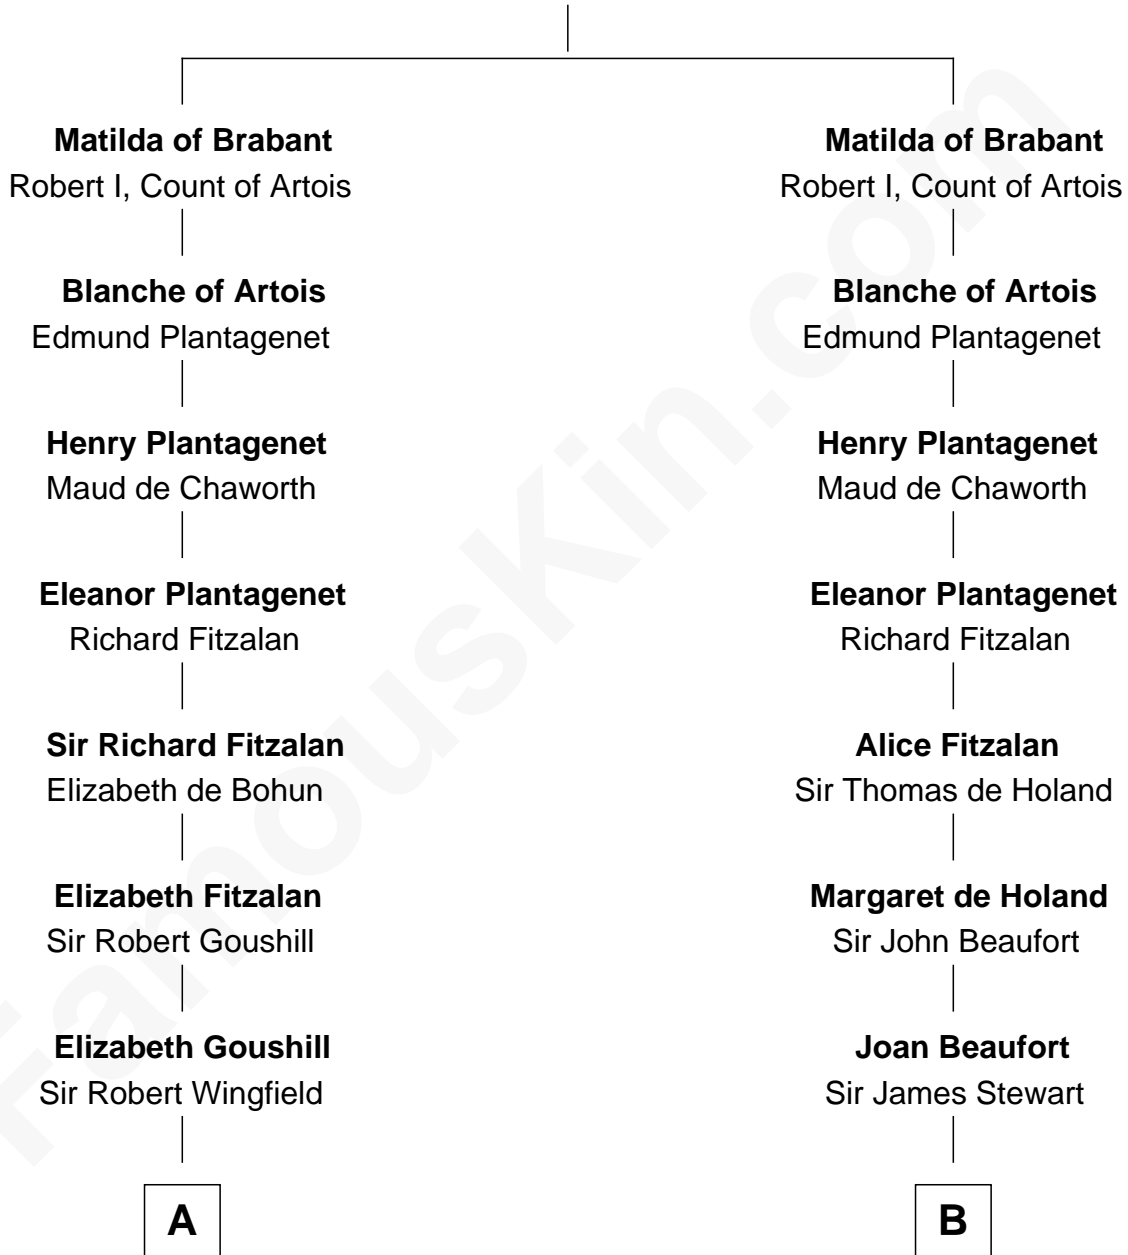 Matilda of Brabant
Robert I, Count of Artois
Blanche of Artois
Edmund Plantagenet
Henry Plantagenet
Maud de Chaworth
Eleanor Plantagenet
Richard Fitzalan
Sir Richard Fitzalan
Elizabeth de Bohun
Elizabeth Fitzalan
Sir Robert Goushill
Elizabeth Goushill
Sir Robert Wingfield
A
Matilda of Brabant
Robert I, Count of Artois
Blanche of Artois
Edmund Plantagenet
Henry Plantagenet
Maud de Chaworth
Eleanor Plantagenet
Richard Fitzalan
Alice Fitzalan
Sir Thomas de Holand
Margaret de Holand
Sir John Beaufort
Joan Beaufort
Sir James Stewart
B
FamousKin.com